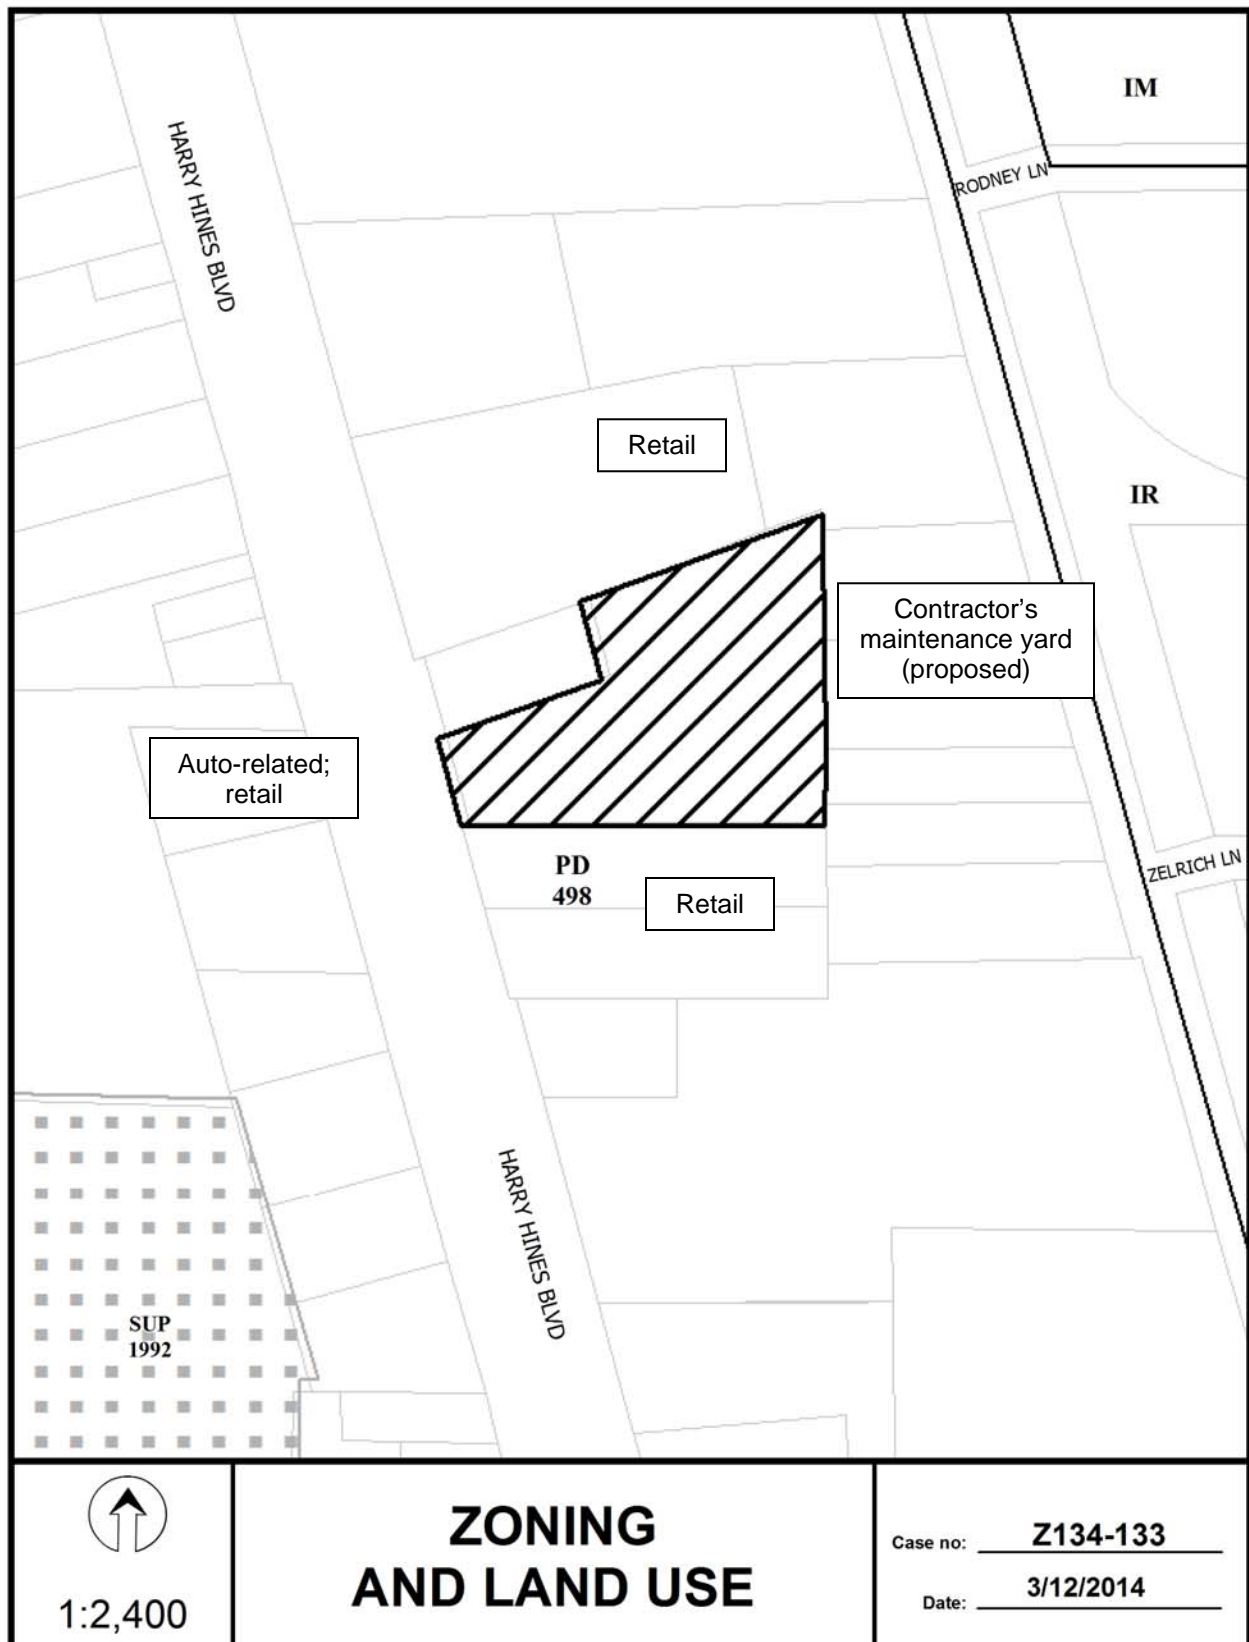 IM
HARRY HINES BLVD
RODNEY LN
Retail
IR
Contractor’s
maintenance yard
(proposed)
Auto-related;
retail
PD
498
Retail
ZELRICH LN
HARRY HINES BLVD
SUP
1992
1:2,400
ZONING
AND LAND USE
Case no: Z134-133
Date: 3/12/2014